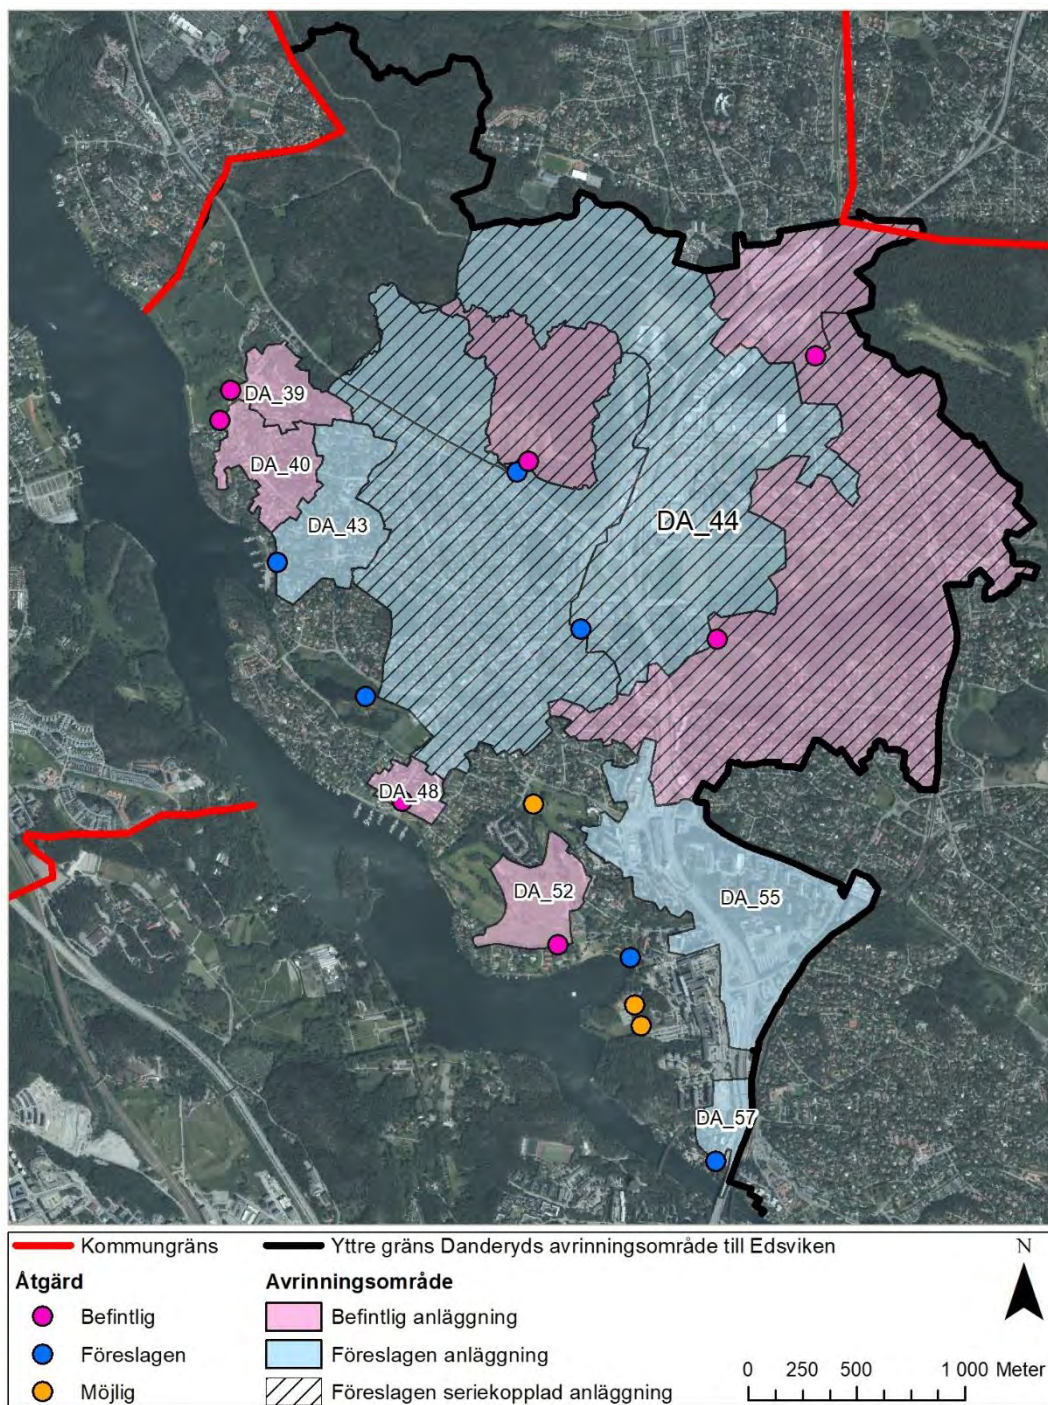 DA_39
DA_40
DA_43
DA_44
DA_48
DA_52
DA_55
DA_57
Kommungräns
Yttre gräns Danderyds avrinningsområde till Edsviken
N
Åtgärd
Avrinningsområde
Befintlig
Befintlig anläggning
Föreslagen
Föreslagen anläggning
Möjlig
Föreslagen seriekopplad anläggning
0 250 500 1 000 Meter